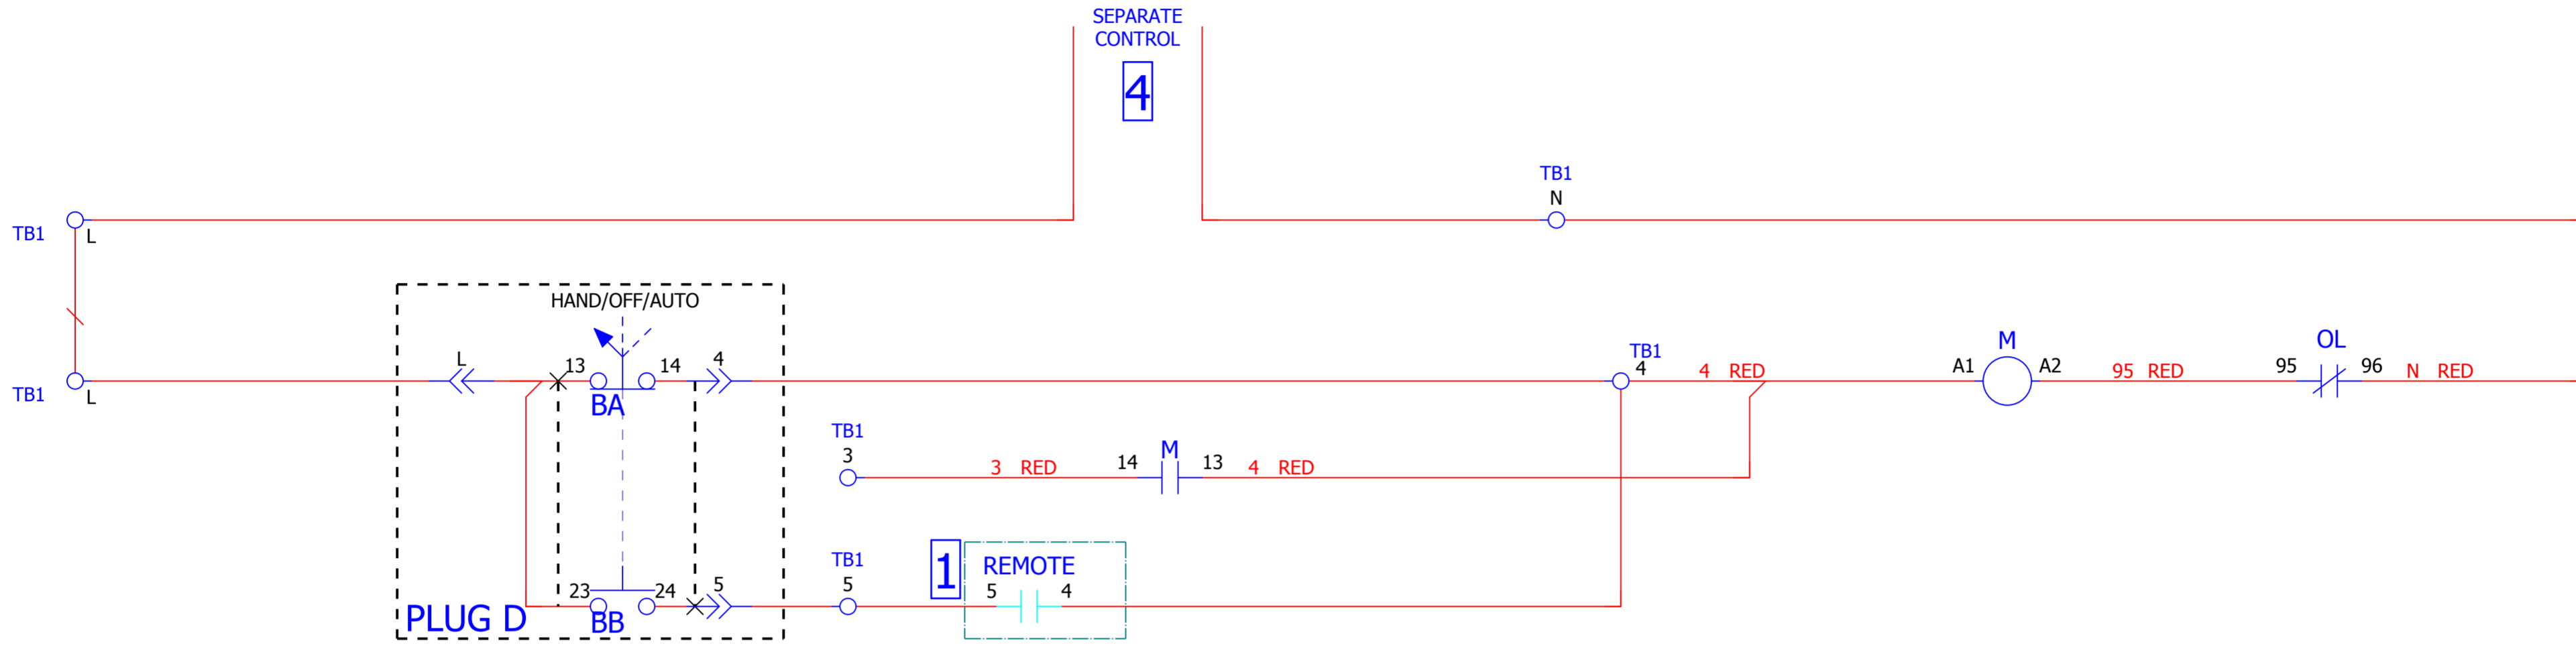 SEPARATE
CONTROL
4
TB1
N
TB1
L
HAND/OFF/AUTO
TB1
L
L
13
14
4
BA
TB1
4
4 RED
A1
M
A2
95 RED
95
OL
96
N RED
TB1
3
3 RED
14
M
13
4 RED
PLUG D
23
24
5
BB
TB1
5
1
REMOTE
5
4